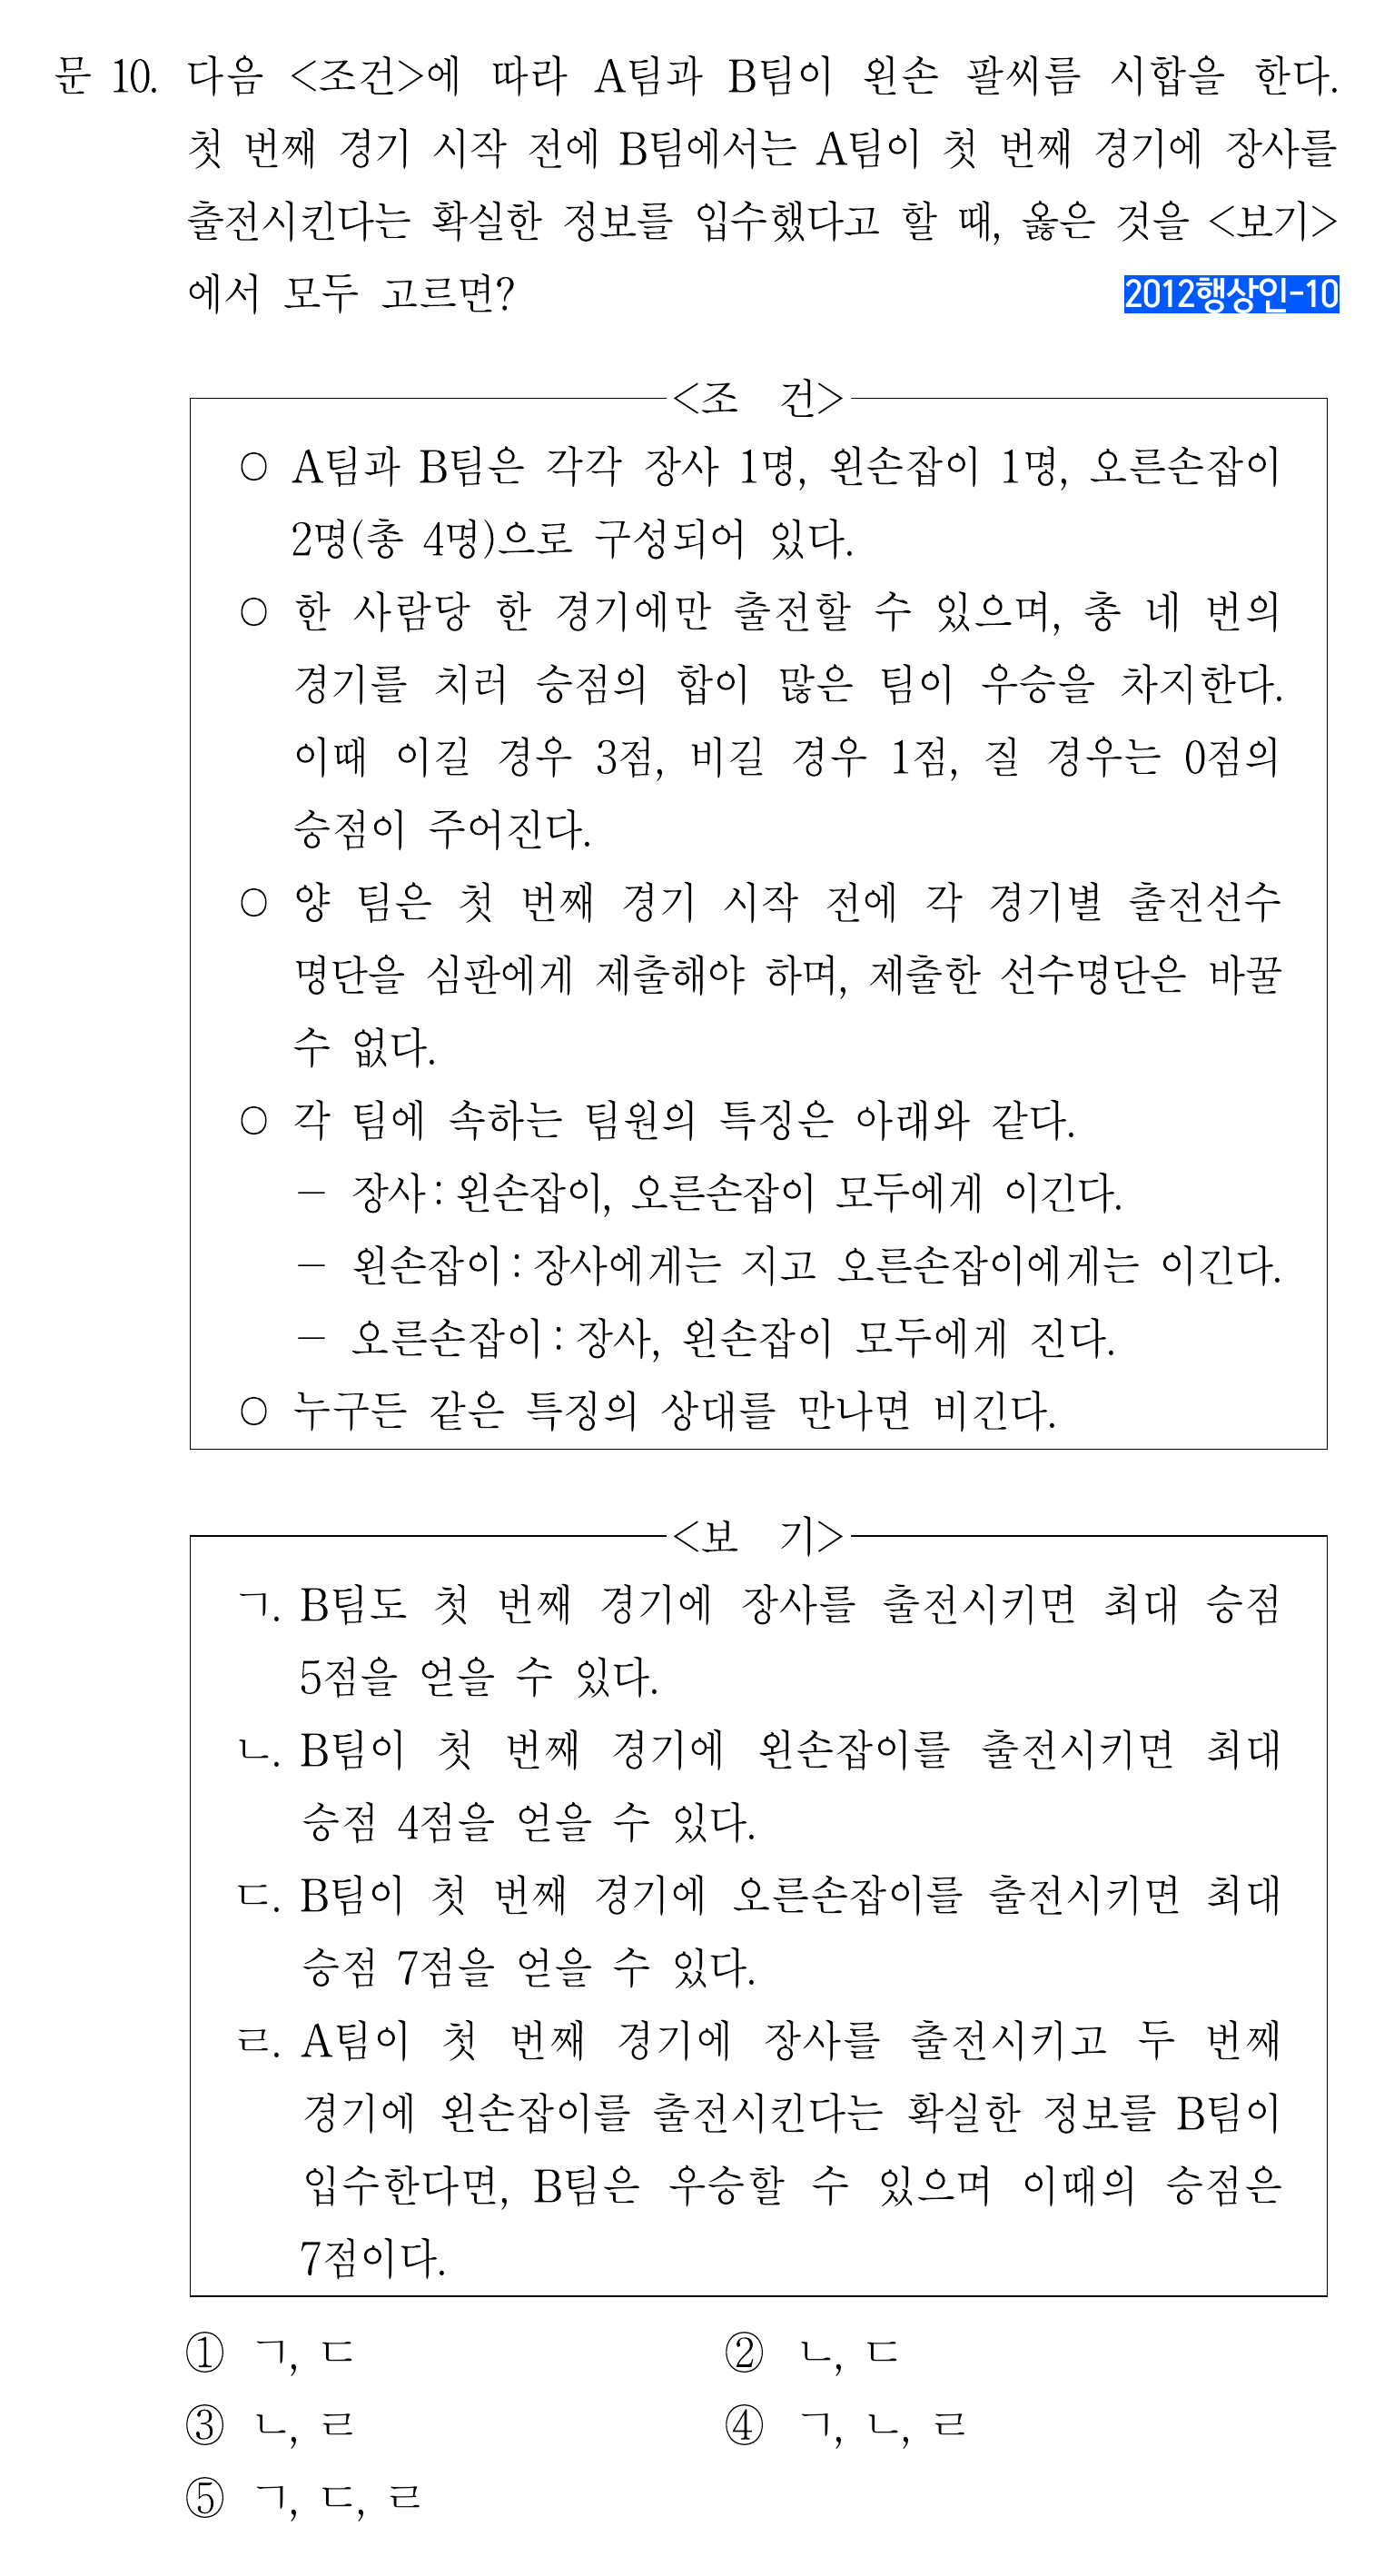 문 10. 다음 <조건>에 따라 A팀과 B팀이 왼손 팔씨름 시합을 한다.
첫 번째 경기 시작 전에 B팀에서는 A팀이 첫 번째 경기에 장사를
출전시킨다는 확실한 정보를 입수했다고 할 때, 옳은 것을 <보기>
에서 모두 고르면?
2012행상인-10
<조 건>
○ A팀과 B팀은 각각 장사 1명, 왼손잡이 1명, 오른손잡이
2명(총 4명)으로 구성되어 있다.
○ 한 사람당 한 경기에만 출전할 수 있으며, 총 네 번의
경기를 치러 승점의 합이 많은 팀이 우승을 차지한다.
이때 이길 경우 3점, 비길 경우 1점, 질 경우는 0점의
승점이 주어진다.
○ 양 팀은 첫 번째 경기 시작 전에 각 경기별 출전선수
명단을 심판에게 제출해야 하며, 제출한 선수명단은 바꿀
수 없다.
○ 각 팀에 속하는 팀원의 특징은 아래와 같다.
- 장사: 왼손잡이, 오른손잡이 모두에게 이긴다.
- 왼손잡이: 장사에게는 지고 오른손잡이에게는 이긴다.
- 오른손잡이: 장사, 왼손잡이 모두에게 진다.
○ 누구든 같은 특징의 상대를 만나면 비긴다.
<보 기>
ㄱ. B팀도 첫 번째 경기에 장사를 출전시키면 최대 승점
5점을 얻을 수 있다.
ㄴ. B팀이 첫 번째 경기에 왼손잡이를 출전시키면 최대
승점 4점을 얻을 수 있다.
ㄷ. B팀이 첫 번째 경기에 오른손잡이를 출전시키면 최대
승점 7점을 얻을 수 있다.
ㄹ. A팀이 첫 번째 경기에 장사를 출전시키고 두 번째
경기에 왼손잡이를 출전시킨다는 확실한 정보를 B팀이
입수한다면, B팀은 우승할 수 있으며 이때의 승점은
7점이다.
① ㄱ, ㄷ ② ㄴ, ㄷ
③ ㄴ, ㄹ ④ ㄱ, ㄴ, ㄹ
⑤ ㄱ, ㄷ, ㄹ